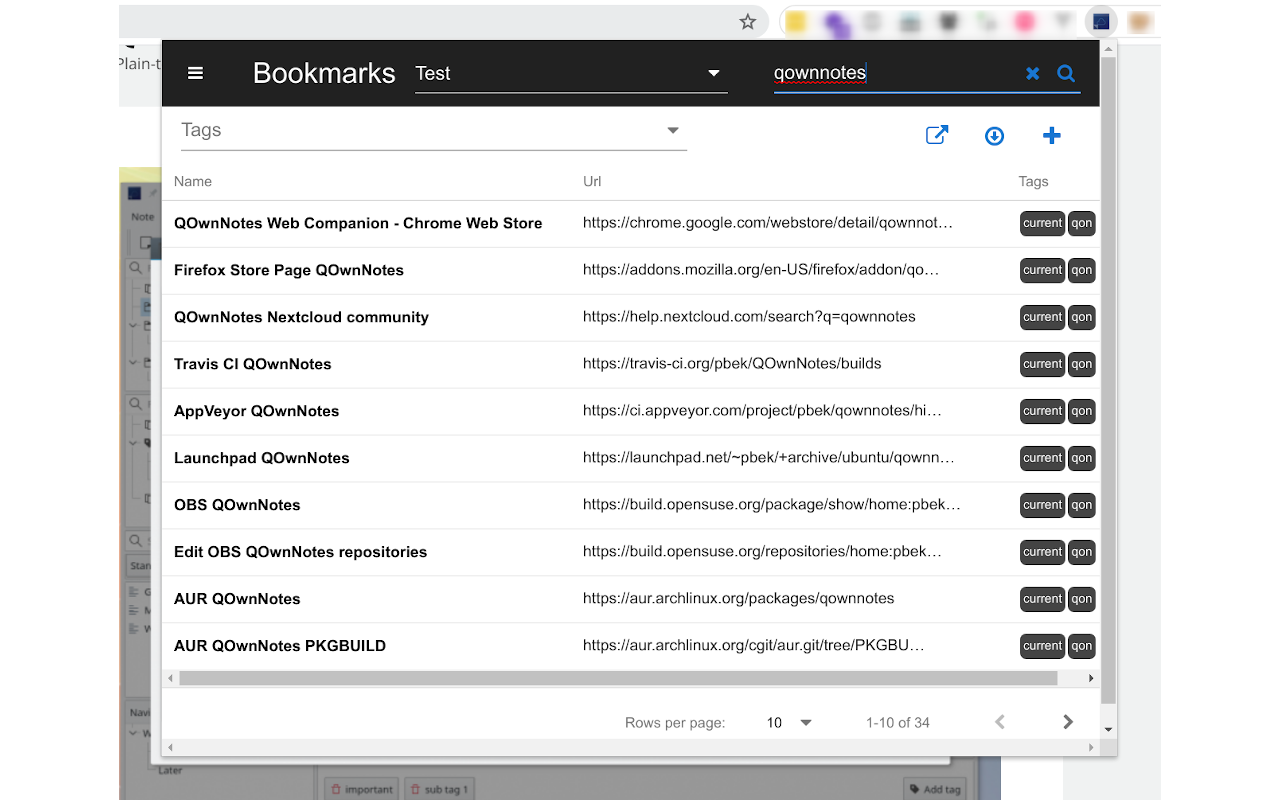 Plain-t
Bookmarks Test qownnotes
Tags
Name Url Tags
QOwnNotes Web Companion - Chrome Web Store https://chrome.google.com/webstore/detail/qownnot… current qon
Firefox Store Page QOwnNotes https://addons.mozilla.org/en-US/firefox/addon/qo… current qon
QOwnNotes Nextcloud community https://help.nextcloud.com/search?q=qownnotes current qon
Travis CI QOwnNotes https://travis-ci.org/pbek/QOwnNotes/builds current qon
AppVeyor QOwnNotes https://ci.appveyor.com/project/pbek/qownnotes/hi… current qon
Launchpad QOwnNotes https://launchpad.net/~pbek/+archive/ubuntu/qownn… current qon
OBS QOwnNotes https://build.opensuse.org/package/show/home:pbek… current qon
Edit OBS QOwnNotes repositories https://build.opensuse.org/repositories/home:pbek… current qon
AUR QOwnNotes https://aur.archlinux.org/packages/qownnotes current qon
AUR QOwnNotes PKGBUILD https://aur.archlinux.org/cgit/aur.git/tree/PKGBU… current qon
Rows per page: 10 1-10 of 34
Note
Stan
Navi
Later
important sub tag 1 Add tag